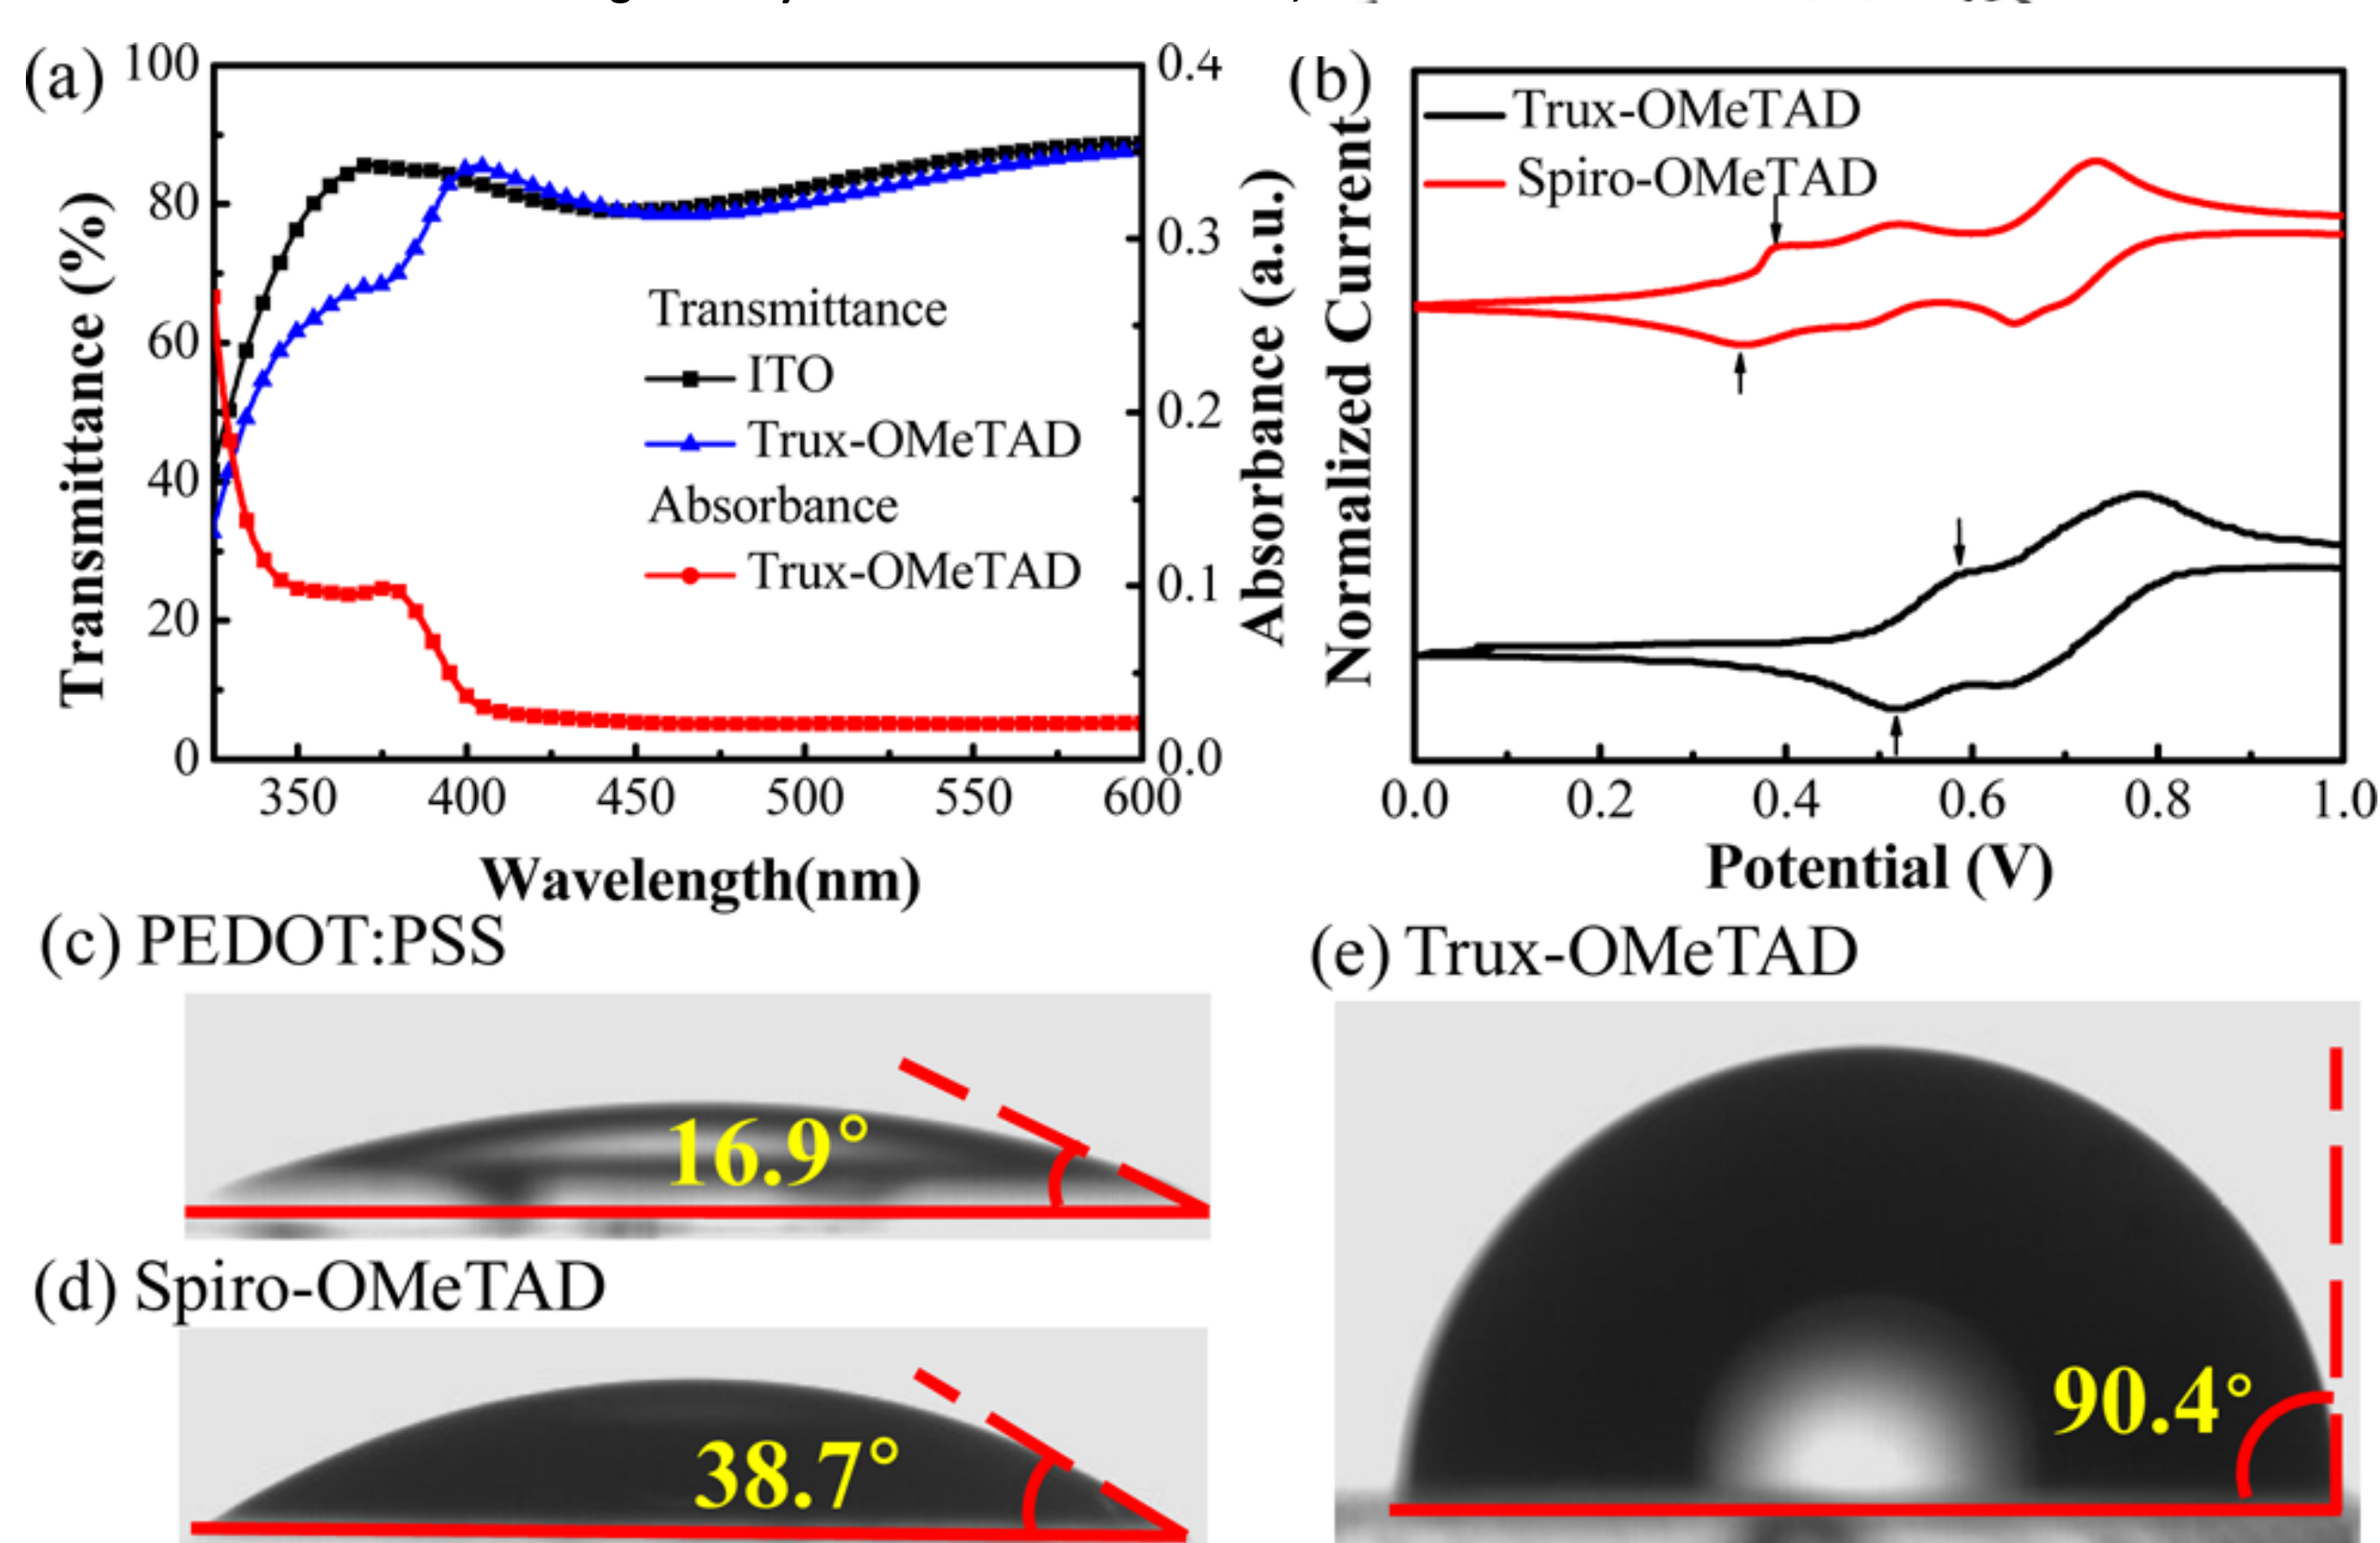 (a)
100
80
60
40
20
0
Transmittance (%)
0.4
0.3
0.2
0.1
0.0
Absorbance (a.u.)
Transmittance
ITO
Trux-OMeTAD
Absorbance
Trux-OMeTAD
350 400 450 500 550 600
Wavelength(nm)
(b)
Normalized Current
Trux-OMeTAD
Spiro-OMeTAD
0.0 0.2 0.4 0.6 0.8 1.0
Potential (V)
(c) PEDOT:PSS
16.9°
(d) Spiro-OMeTAD
38.7°
(e) Trux-OMeTAD
90.4°